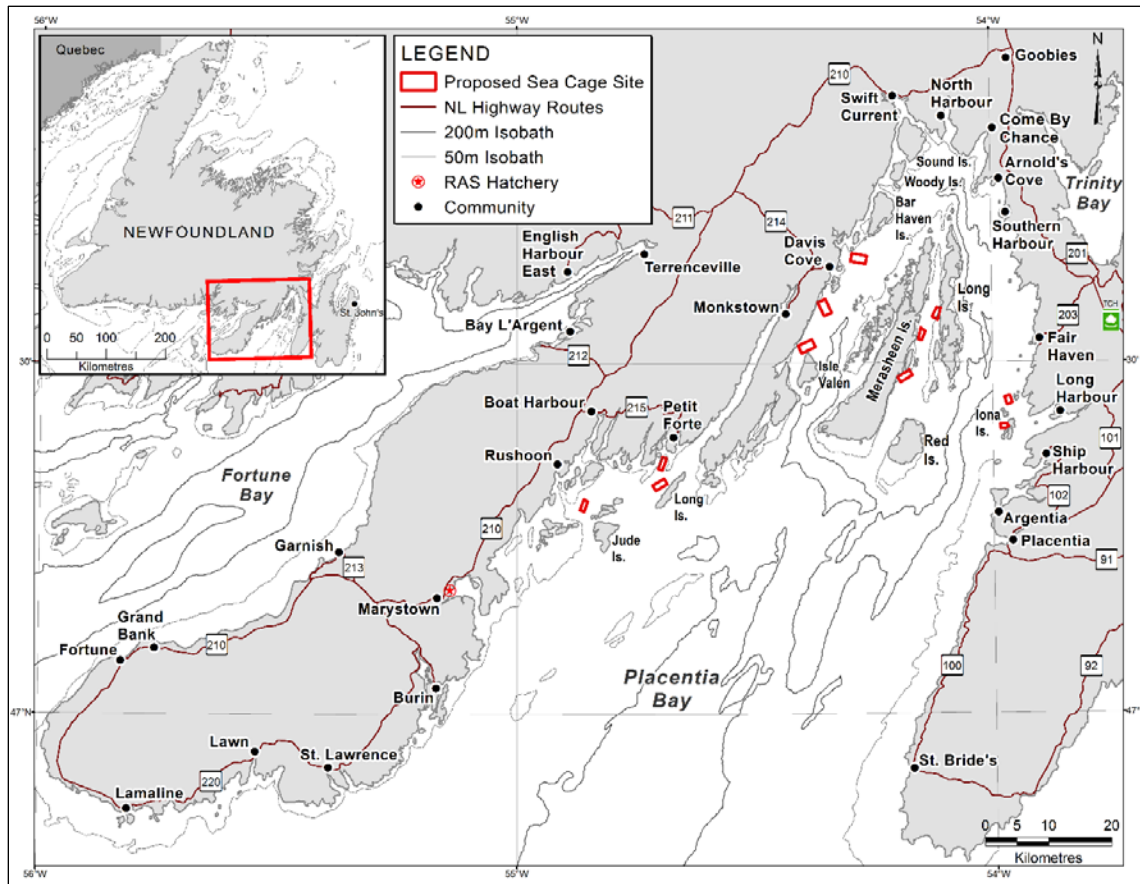 56°W
55°W
54°W
Quebec
NEWFOUNDLAND
St. John's
0 50 100 200
Kilometres
LEGEND
Proposed Sea Cage Site
NL Highway Routes
200m Isobath
50m Isobath
RAS Hatchery
Community
N
Goobies
210
Swift
Current
North
Harbour
Come By
Chance
Sound Is.
Woody Is.
Arnold's
Cove
Trinity
Bay
Bar
Haven
Is.
Southern
Harbour
201
211
214
English
Harbour
East
Terrenceville
Davis
Cove
Long
Is.
TCH
203
Monkstown
Bay L'Argent
212
Isle
Valen
Merasheen Is.
Fair
Haven
30'
30'
Boat Harbour
215
Petit
Forte
Long
Harbour
Iona
Is.
101
Red
Is.
Ship
Harbour
Rushoon
Fortune
Bay
102
Long
Is.
Argentia
210
Jude
Is.
Placentia
91
Garnish
213
Marystown
Grand
Bank
210
Fortune
100
92
Placentia
Bay
Burin
47°N
47°
Lawn
St. Lawrence
St. Bride's
220
Lamaline
0 5 10 20
Kilometres
56°W
55°W
54°W